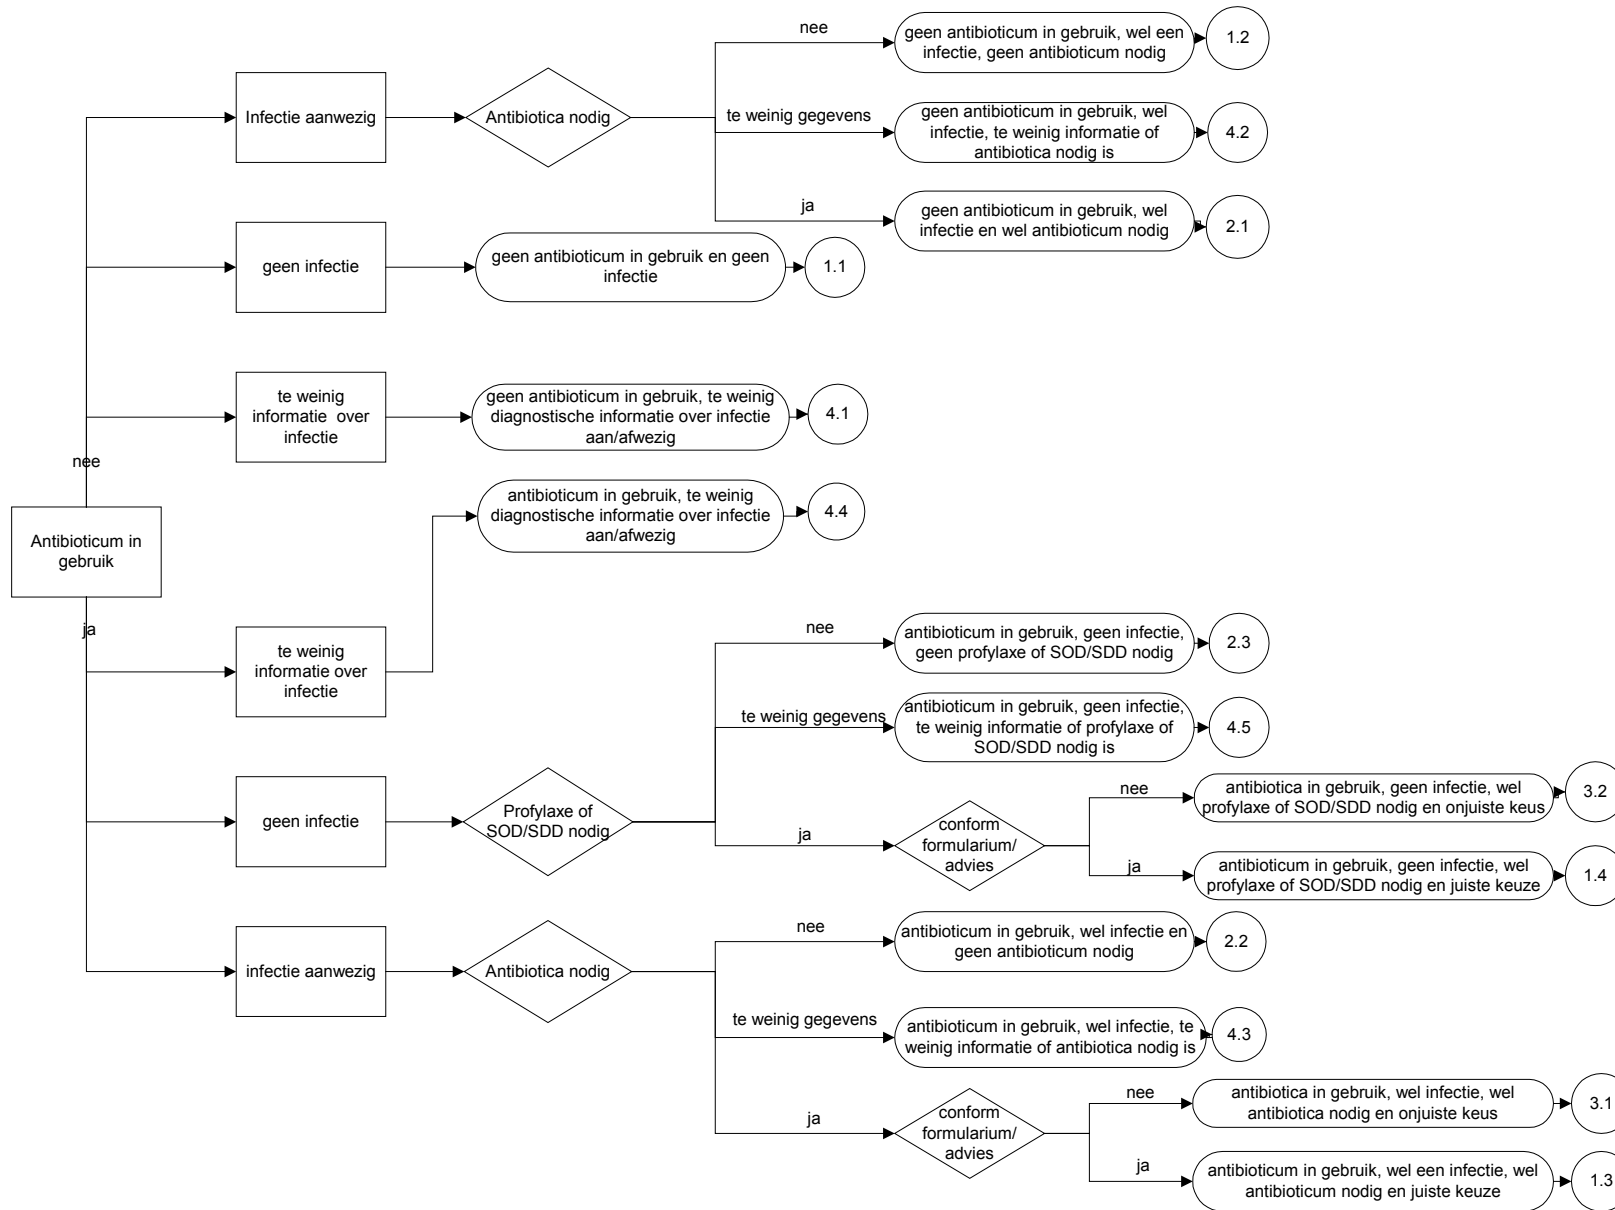 nee
geen antibioticum in gebruik, wel een
infectie, geen antibioticum nodig
1.2
Infectie aanwezig
Antibiotica nodig
te weinig gegevens
geen antibioticum in gebruik, wel
infectie, te weinig informatie of
antibiotica nodig is
4.2
ja
geen antibioticum in gebruik, wel
infectie en wel antibioticum nodig
2.1
geen infectie
geen antibioticum in gebruik en geen
infectie
1.1
te weinig
informatie over
infectie
geen antibioticum in gebruik, te weinig
diagnostische informatie over infectie
aan/afwezig
4.1
nee
antibioticum in gebruik, te weinig
diagnostische informatie over infectie
aan/afwezig
4.4
Antibioticum in
gebruik
ja
te weinig
informatie over
infectie
nee
antibioticum in gebruik, geen infectie,
geen profylaxe of SOD/SDD nodig
2.3
te weinig gegevens
antibioticum in gebruik, geen infectie,
te weinig informatie of profylaxe of
SOD/SDD nodig is
4.5
geen infectie
Profylaxe of
SOD/SDD nodig
ja
conform
formularium/
advies
nee
antibiotica in gebruik, geen infectie, wel
profylaxe of SOD/SDD nodig en onjuiste keus
3.2
ja
antibioticum in gebruik, geen infectie, wel
profylaxe of SOD/SDD nodig en juiste keuze
1.4
infectie aanwezig
Antibiotica nodig
nee
antibioticum in gebruik, wel infectie en
geen antibioticum nodig
2.2
te weinig gegevens
antibioticum in gebruik, wel infectie, te
weinig informatie of antibiotica nodig is
4.3
ja
conform
formularium/
advies
nee
antibiotica in gebruik, wel infectie, wel
antibiotica nodig en onjuiste keus
3.1
ja
antibioticum in gebruik, wel een infectie, wel
antibioticum nodig en juiste keuze
1.3